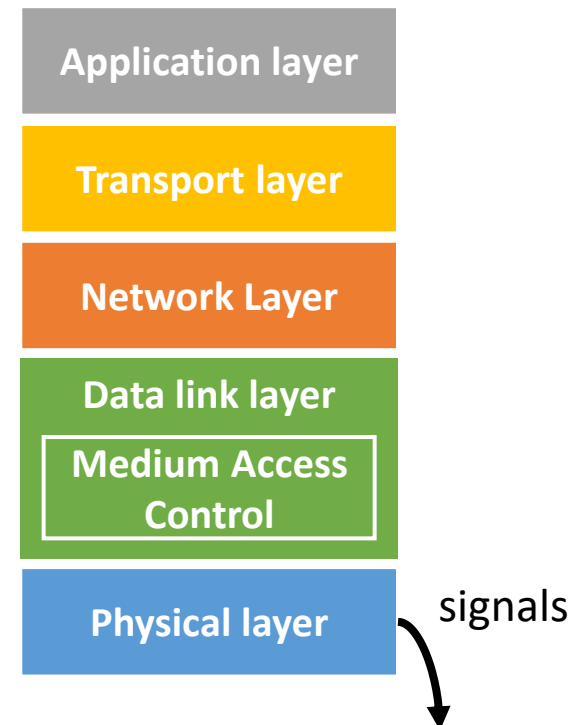 Application layer
Transport layer
Network Layer
Data link layer
Medium Access
Control
Physical layer
signals